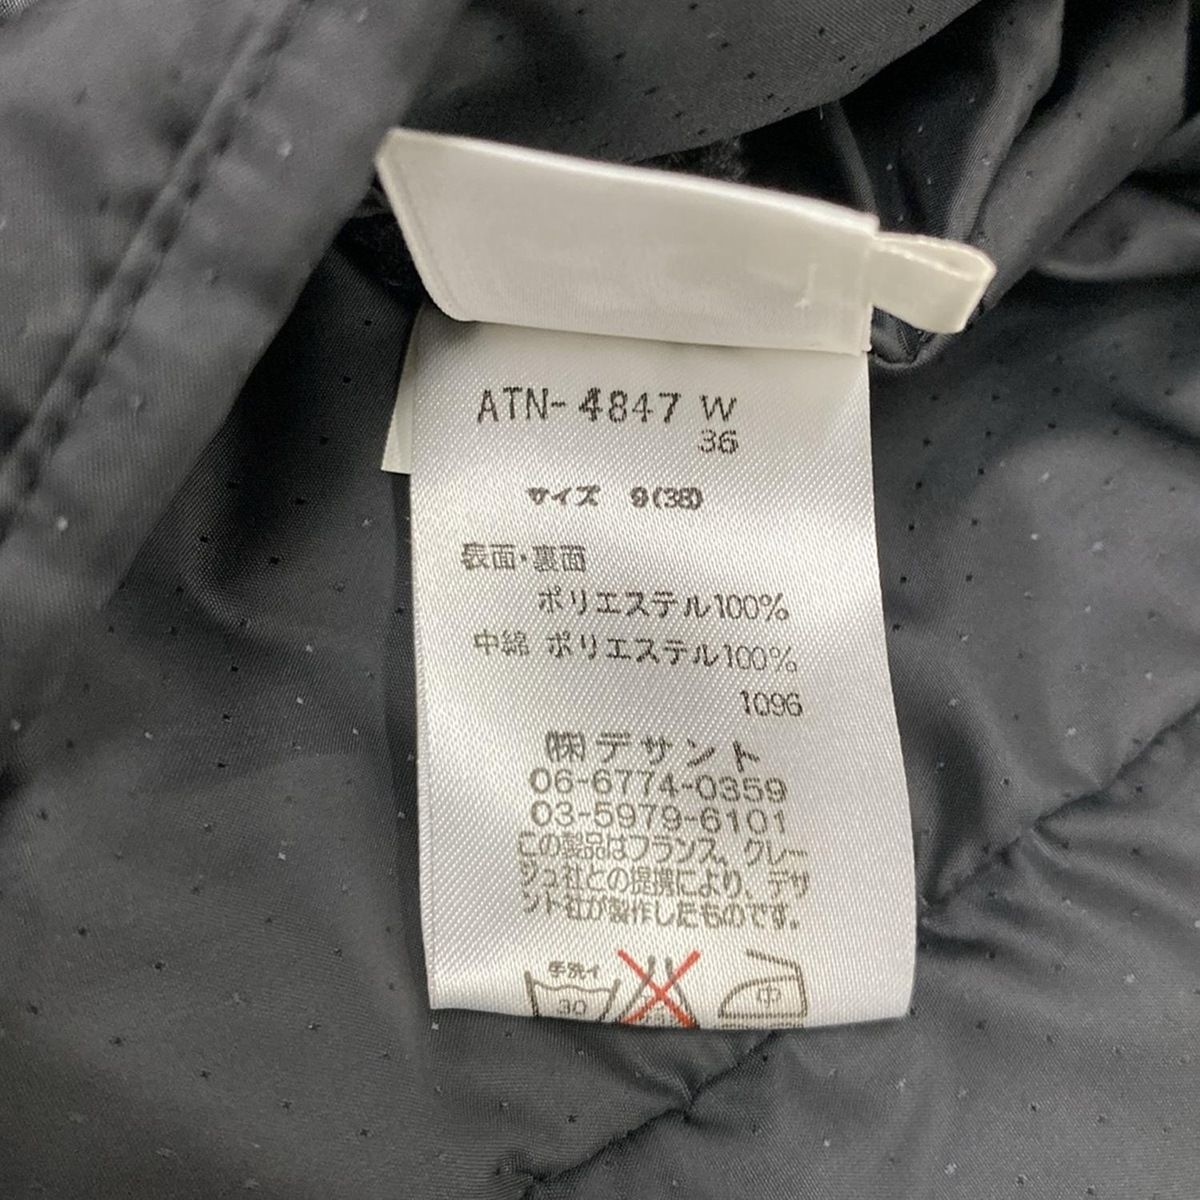 ATN-4847 W
36
サイズ 9(38)
表面・裏面
ポリエステル100%
中綿 ポリエステル100%
1096
(株)デサント
06-6774-0359
03-5979-6101
この製品はフランス、クレー
ジュ社との提携により、デサ
ント社が製作したものです。
手洗イ
30
中